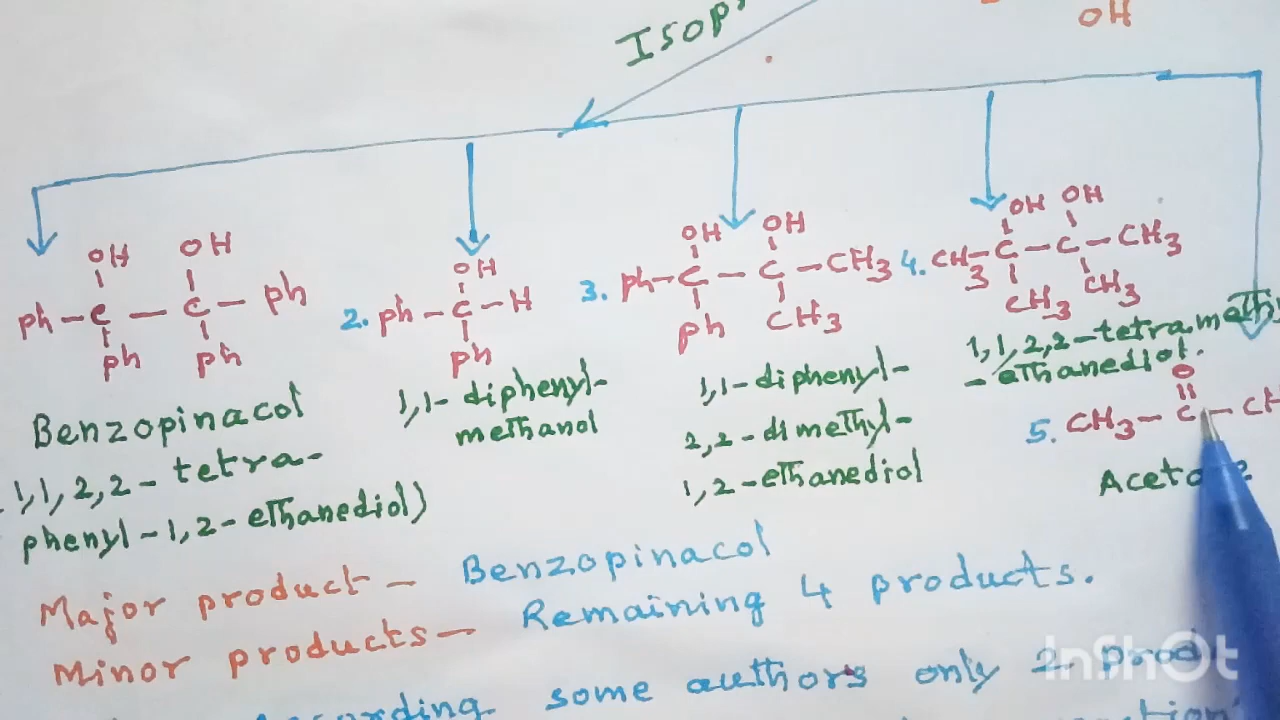 Isop
OH
OH OH
Ph-C-C-Ph
Ph Ph
Benzopinacol
1,1,2,2-tetra-
phenyl-1,2-ethanediol)
OH
2. Ph-C-H
Ph
1,1-diphenyl-
methanol
OH OH
3. Ph-C-C-CH3
Ph CH3
1,1-diphenyl-
2,2-dimethyl-
1,2-ethanediol
OH OH
4. CH3-C-C-CH3
CH3 CH3
1,1,2,2-tetramethy
-ethanediol.
O
5. CH3-C-CH
Major product- Benzopinacol
Minor products- Remaining 4 products.
According some authors only 2
InShOt